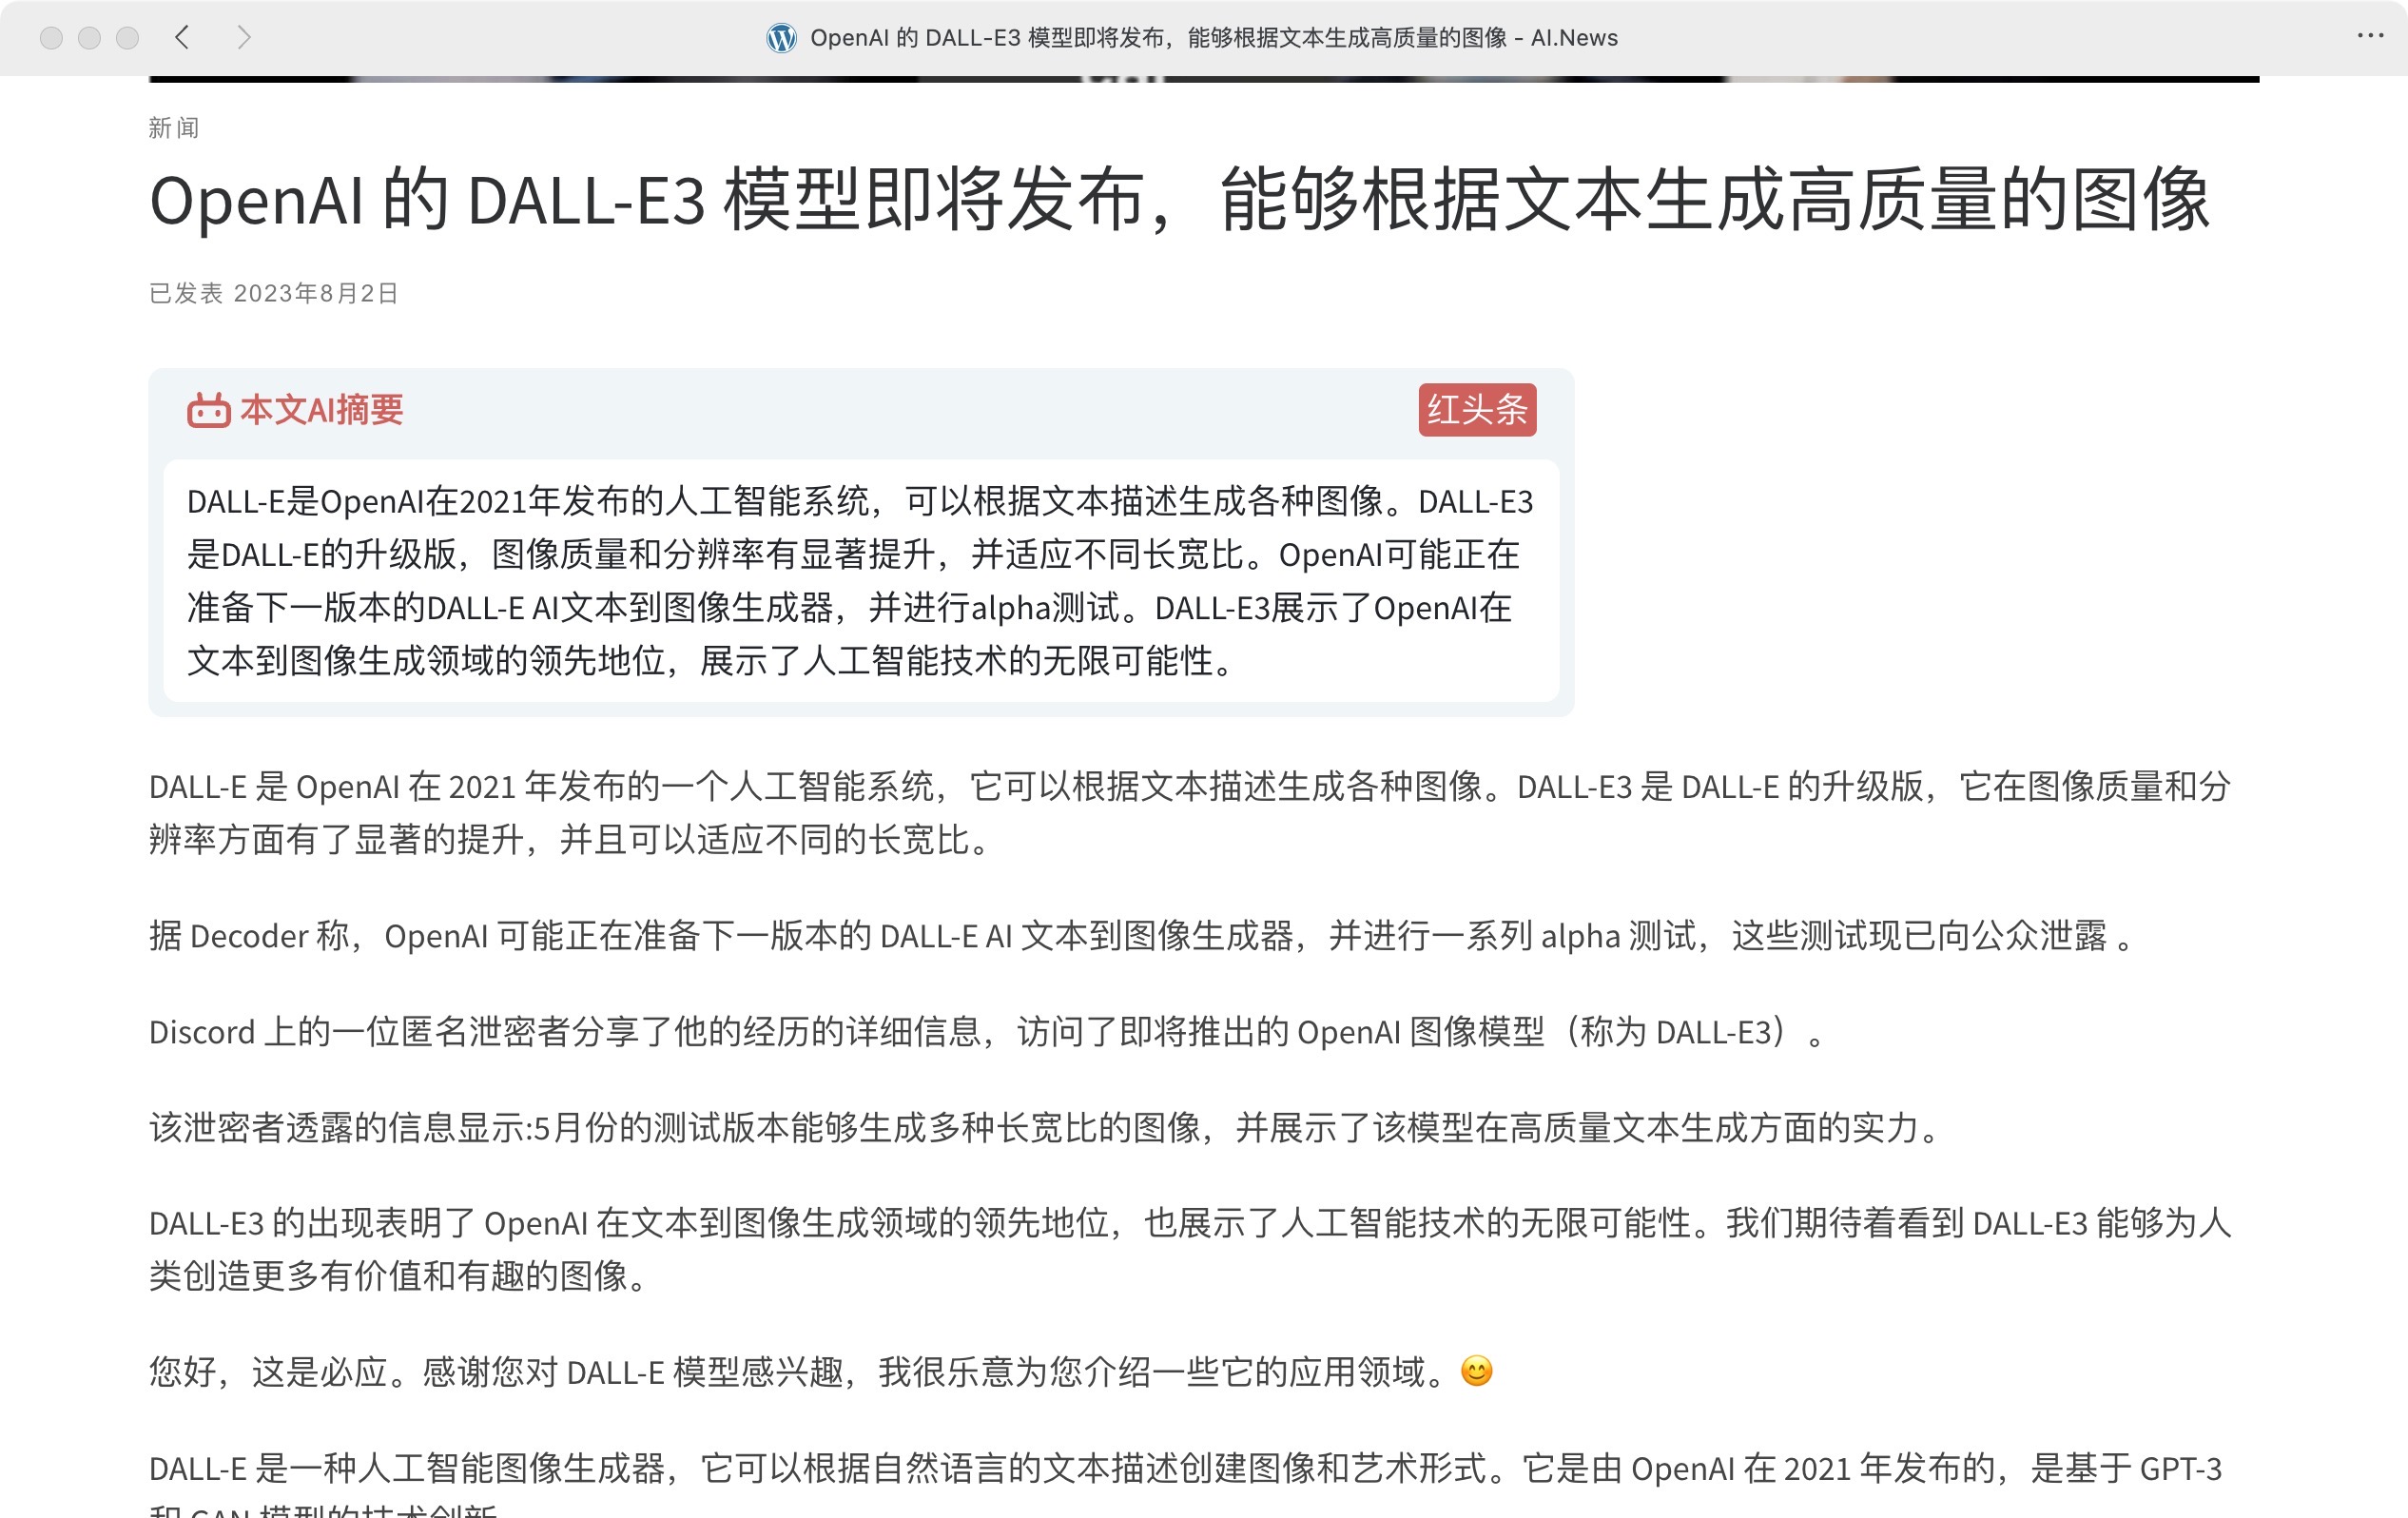 OpenAI 的 DALL-E3 模型即将发布，能够根据文本生成高质量的图像 - AI.News
新闻
OpenAI 的 DALL-E3 模型即将发布，能够根据文本生成高质量的图像
已发表 2023年8月2日
本文AI摘要
红头条
DALL-E是OpenAI在2021年发布的人工智能系统，可以根据文本描述生成各种图像。DALL-E3
是DALL-E的升级版，图像质量和分辨率有显著提升，并适应不同长宽比。OpenAI可能正在
准备下一版本的DALL-E AI文本到图像生成器，并进行alpha测试。DALL-E3展示了OpenAI在
文本到图像生成领域的领先地位，展示了人工智能技术的无限可能性。
DALL-E 是 OpenAI 在 2021 年发布的一个人工智能系统，它可以根据文本描述生成各种图像。DALL-E3 是 DALL-E 的升级版，它在图像质量和分
辨率方面有了显著的提升，并且可以适应不同的长宽比。
据 Decoder 称，OpenAI 可能正在准备下一版本的 DALL-E AI 文本到图像生成器，并进行一系列 alpha 测试，这些测试现已向公众泄露 。
Discord 上的一位匿名泄密者分享了他的经历的详细信息，访问了即将推出的 OpenAI 图像模型（称为 DALL-E3）。
该泄密者透露的信息显示:5月份的测试版本能够生成多种长宽比的图像，并展示了该模型在高质量文本生成方面的实力。
DALL-E3 的出现表明了 OpenAI 在文本到图像生成领域的领先地位，也展示了人工智能技术的无限可能性。我们期待着看到 DALL-E3 能够为人
类创造更多有价值和有趣的图像。
您好，这是必应。感谢您对 DALL-E 模型感兴趣，我很乐意为您介绍一些它的应用领域。😊
DALL-E 是一种人工智能图像生成器，它可以根据自然语言的文本描述创建图像和艺术形式。它是由 OpenAI 在 2021 年发布的，是基于 GPT-3
和 GAN 模型的技术创新